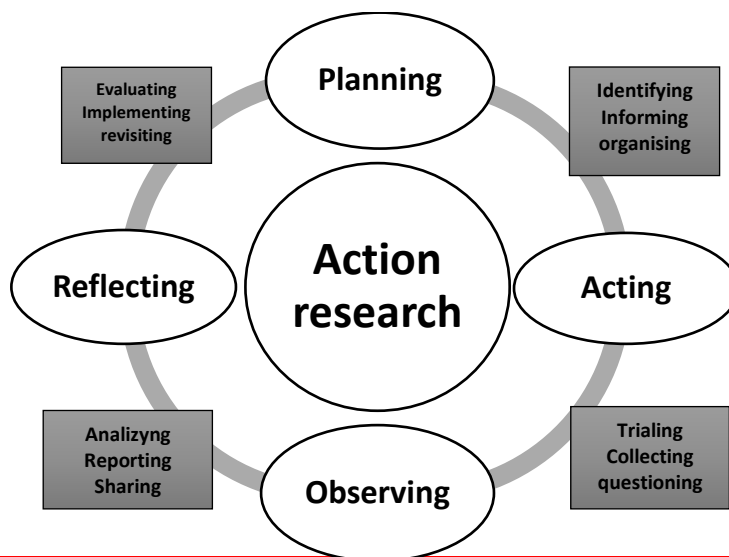 Planning
Evaluating
Implementing
revisiting
Identifying
Informing
organising
Action
research
Reflecting
Acting
Analizyng
Reporting
Sharing
Trialing
Collecting
questioning
Observing